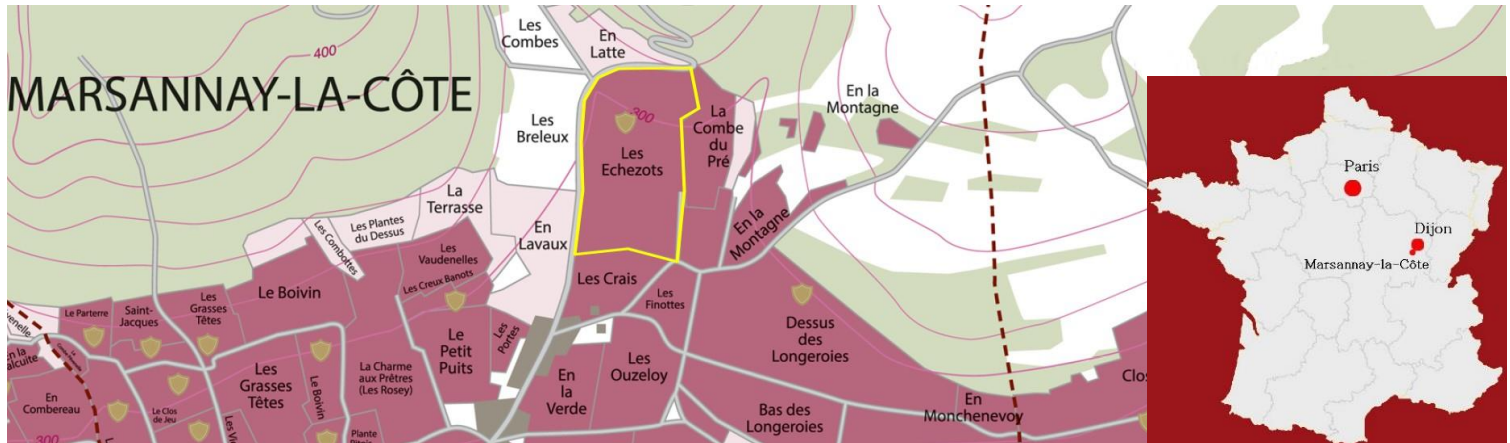 MARSANNAY-LA-CÔTE
400
Les
Combes
En
Latte
Les
Breleux
300
Les
Echezots
La
Combe
du
Pré
En la
Montagne
En la
Montagne
La
Terrasse
Les Plantes
du Dessus
Les Combottes
En
Lavaux
Les
Vaudenelles
Les Creux Banots
Le Boivin
Les
Grasses
Têtes
Saint-
Jacques
Le Parterre
Les Crais
Les
Finottes
Dessus
des
Longeroies
Le
Petit
Puits
Les
Portes
La Charme
aux Prêtres
(Les Rosey)
Le Boivin
Les
Grasses
Têtes
Le Clos
de Jeu
En
Combereau
En
la
Verde
Les
Ouzeloy
Bas des
Longeroies
En
Monchenevoy
Clos
Plante
300
Paris
Dijon
Marsannay-la-Côte